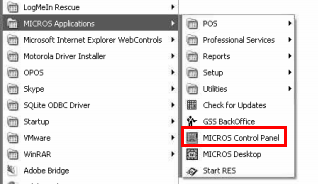 LogMeIn Rescue
MICROS Applications
Microsoft Internet Explorer WebControls
Motorola Driver Installer
OPOS
Skype
SQLite ODBC Driver
Startup
VMware
WinRAR
Adobe Bridge
POS
Professional Services
Reports
Setup
Utilities
Check for Updates
GSS BackOffice
MICROS Control Panel
MICROS Desktop
Start RES